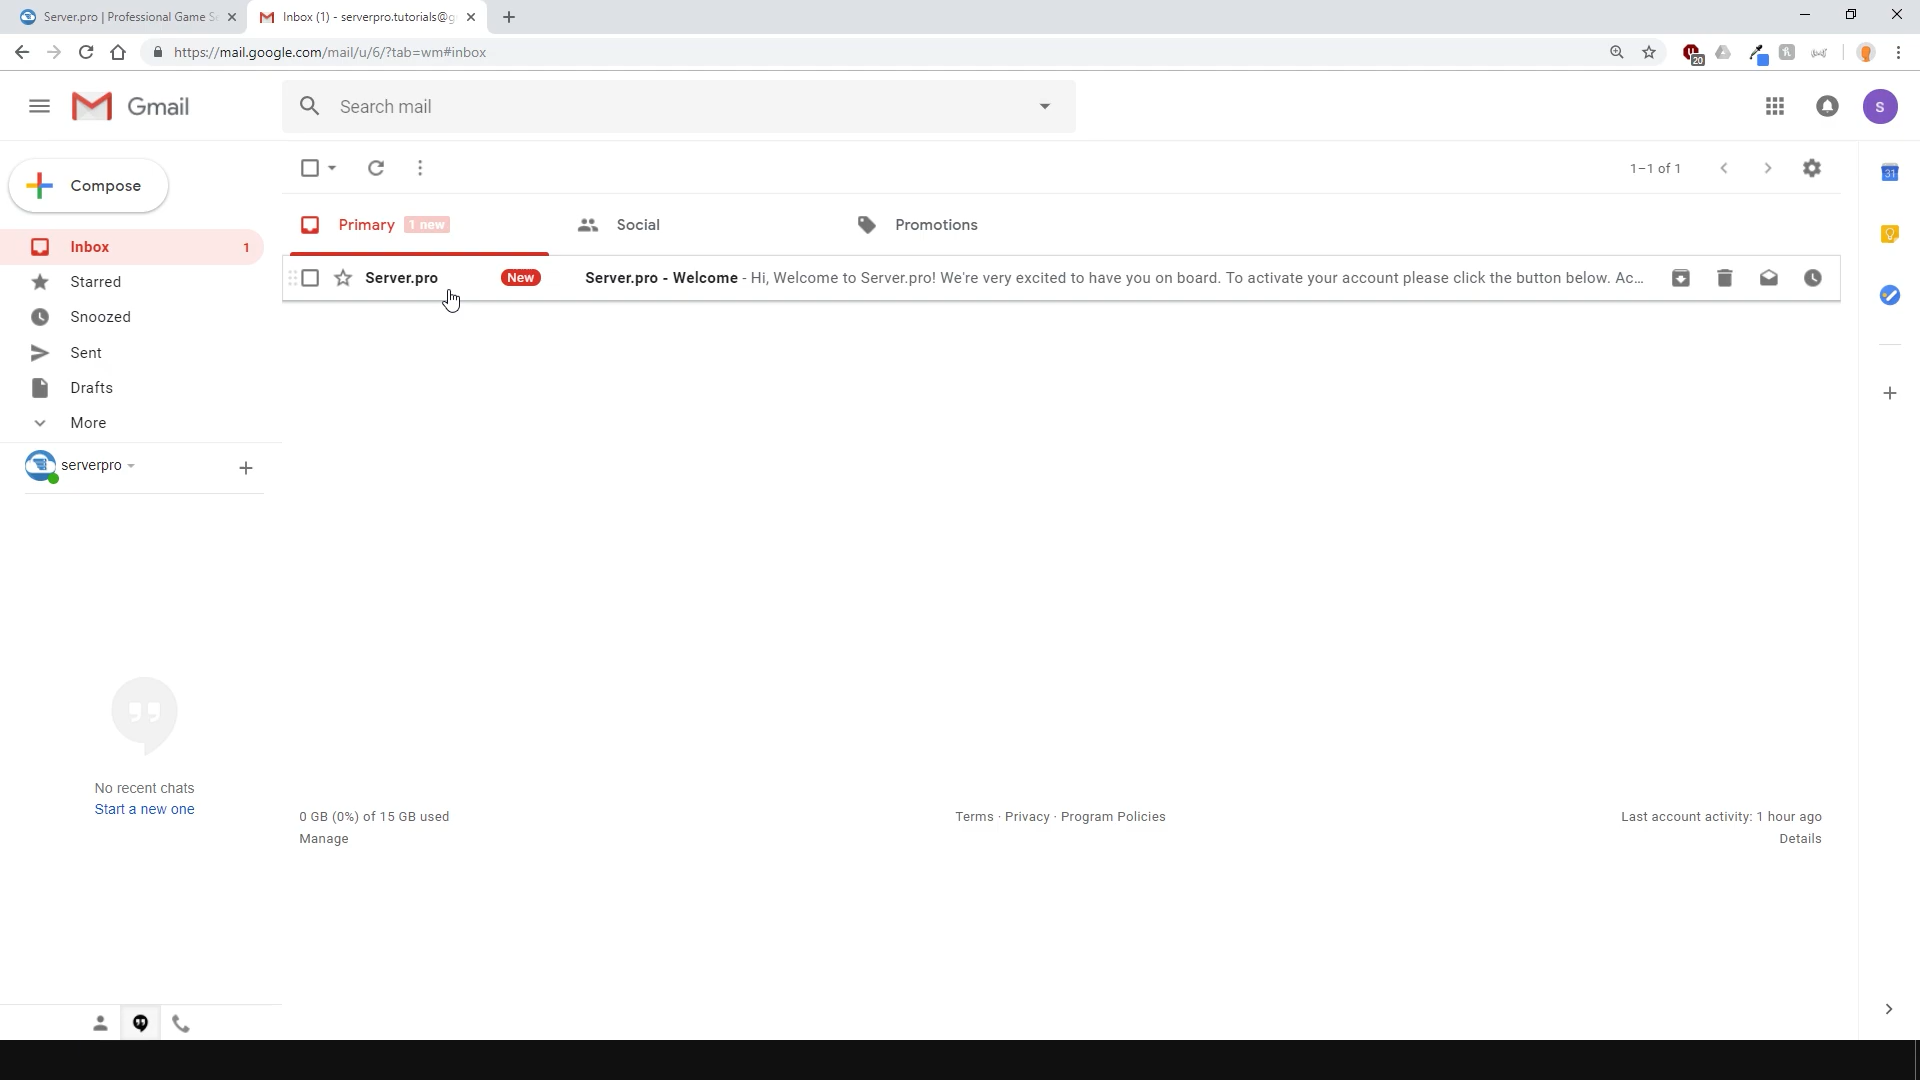 Server.pro | Professional Game S
Inbox (1) - serverpro.tutorials@g
https://mail.google.com/mail/u/6/?tab=wm#inbox
20
Gmail
Search mail
S
Compose
1–1 of 1
31
Primary 1 new
Social
Promotions
Inbox 1
Server.pro New Server.pro - Welcome - Hi, Welcome to Server.pro! We're very excited to have you on board. To activate your account please click the button below. Ac...
Starred
Snoozed
Sent
Drafts
More
serverpro
No recent chats
Start a new one
0 GB (0%) of 15 GB used
Manage
Terms · Privacy · Program Policies
Last account activity: 1 hour ago
Details